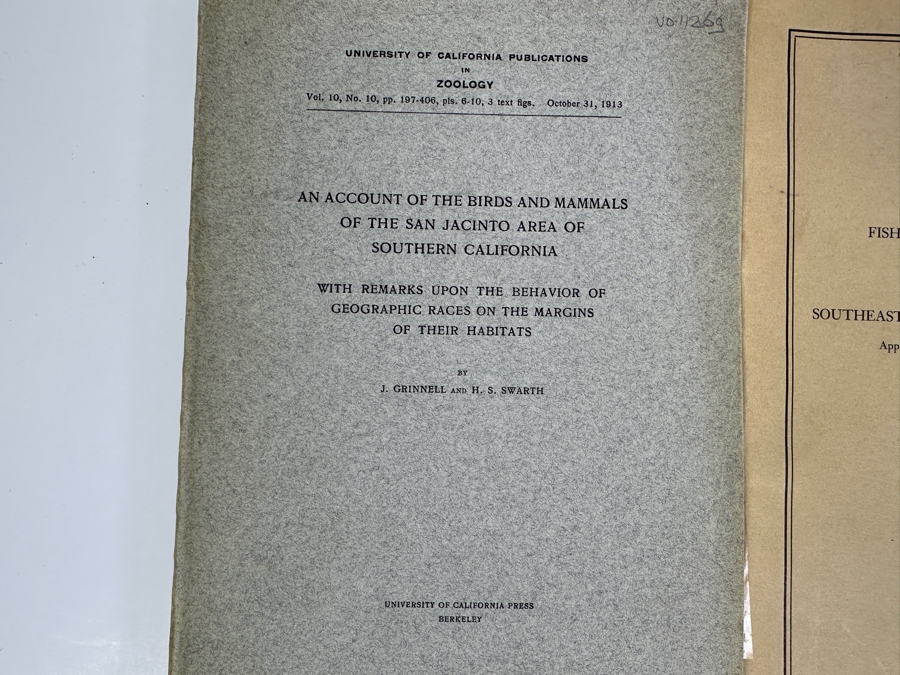 UNIVERSITY OF CALIFORNIA PUBLICATIONS
IN
ZOOLOGY
Vol. 10, No. 10, pp. 197-406, pls. 6-10, 3 text figs. October 31, 1913
AN ACCOUNT OF THE BIRDS AND MAMMALS
OF THE SAN JACINTO AREA OF
SOUTHERN CALIFORNIA
WITH REMARKS UPON THE BEHAVIOR OF
GEOGRAPHIC RACES ON THE MARGINS
OF THEIR HABITATS
BY
J. GRINNELL AND H. S. SWARTH
UNIVERSITY OF CALIFORNIA PRESS
BERKELEY
FISH
SOUTHEAST
App